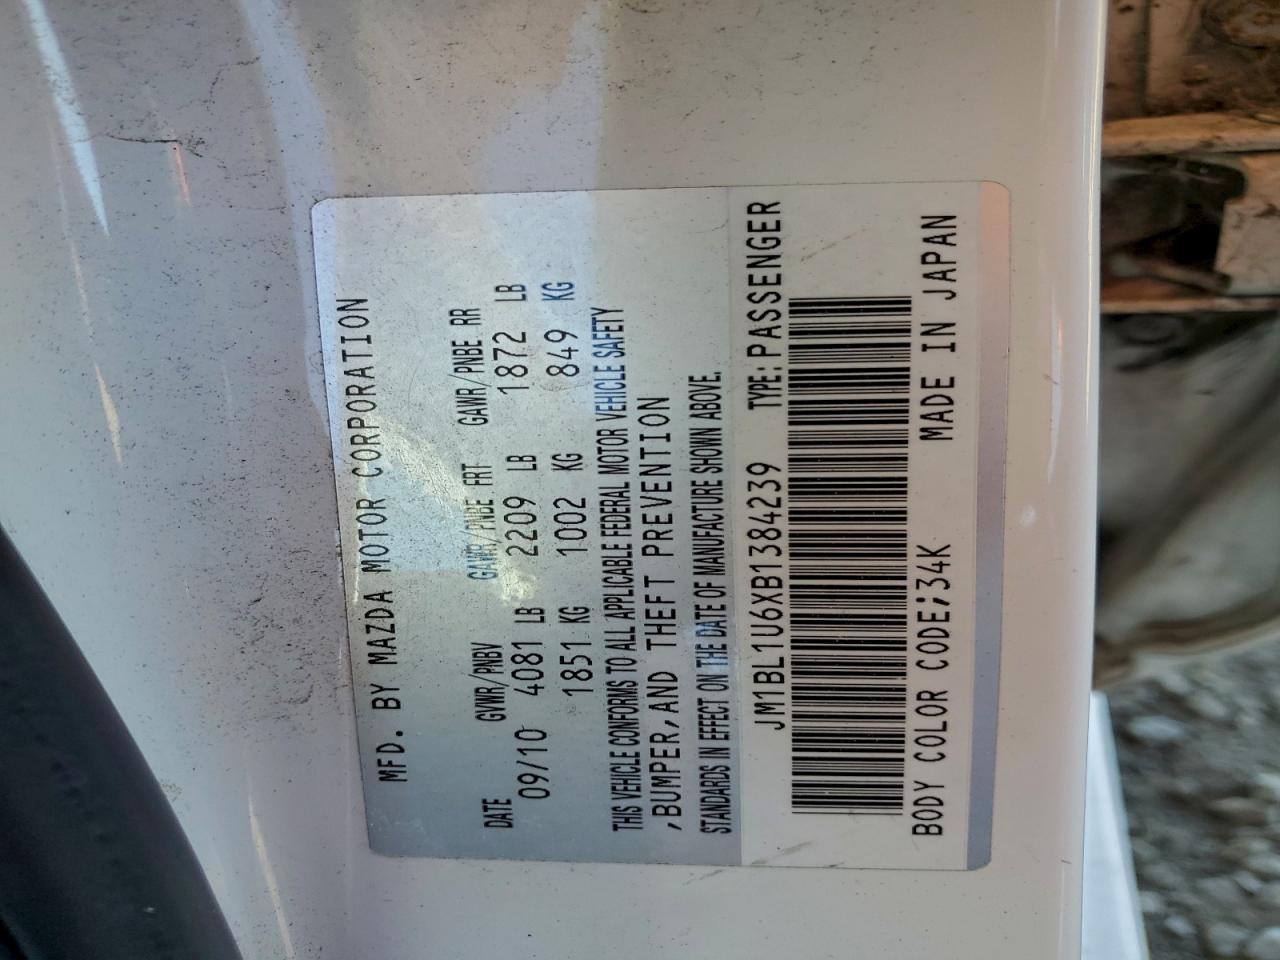 MFD. BY MAZDA MOTOR CORPORATION
DATE GVWR/PNBV GAWR/PNBE FRT GAWR/PNBE RR
09/10 4081 LB 2209 LB 1872 LB
1851 KG 1002 KG 849 KG
THIS VEHICLE CONFORMS TO ALL APPLICABLE FEDERAL MOTOR VEHICLE SAFETY
,BUMPER,AND THEFT PREVENTION
STANDARDS IN EFFECT ON THE DATE OF MANUFACTURE SHOWN ABOVE.
JM1BL1U6XB1384239 TYPE:PASSENGER
BODY COLOR CODE;34K MADE IN JAPAN